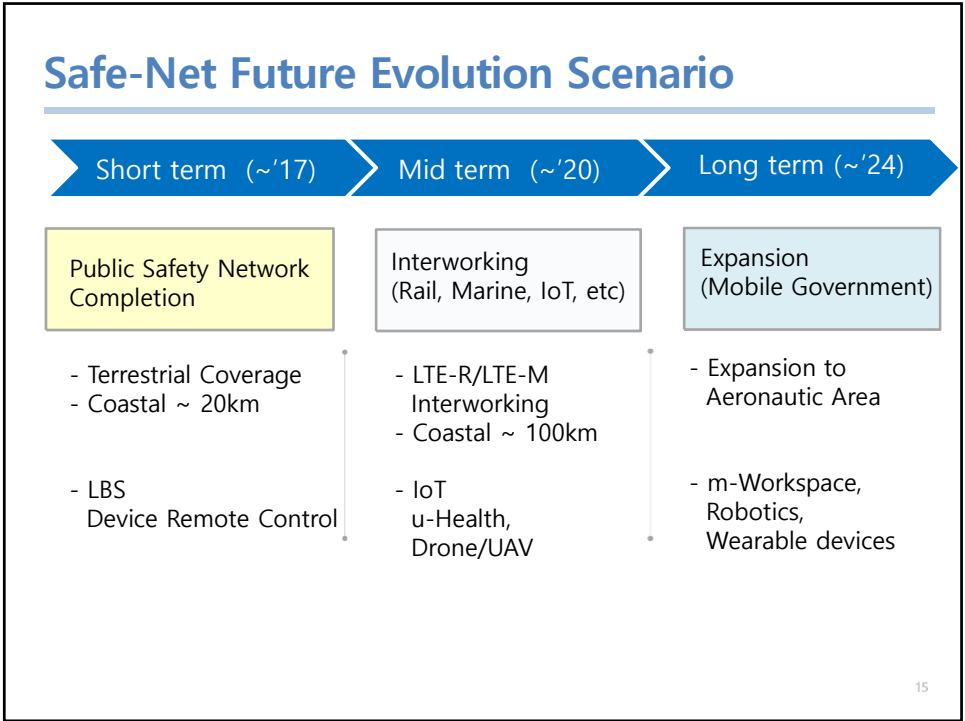 Safe-Net Future Evolution Scenario
Short term (~'17)
Mid term (~'20)
Long term (~'24)
Public Safety Network
Completion
- Terrestrial Coverage
- Coastal ~ 20km
- LBS
Device Remote Control
Interworking
(Rail, Marine, IoT, etc)
- LTE-R/LTE-M
Interworking
- Coastal ~ 100km
- IoT
u-Health,
Drone/UAV
Expansion
(Mobile Government)
- Expansion to
Aeronautic Area
- m-Workspace,
Robotics,
Wearable devices
15